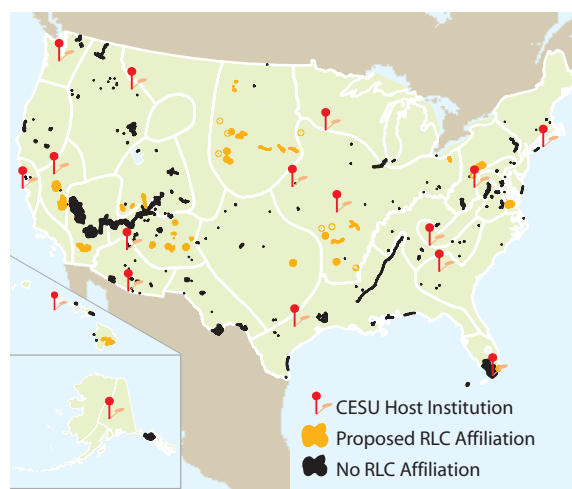 CESU Host Institution
Proposed RLC Affiliation
No RLC Affiliation